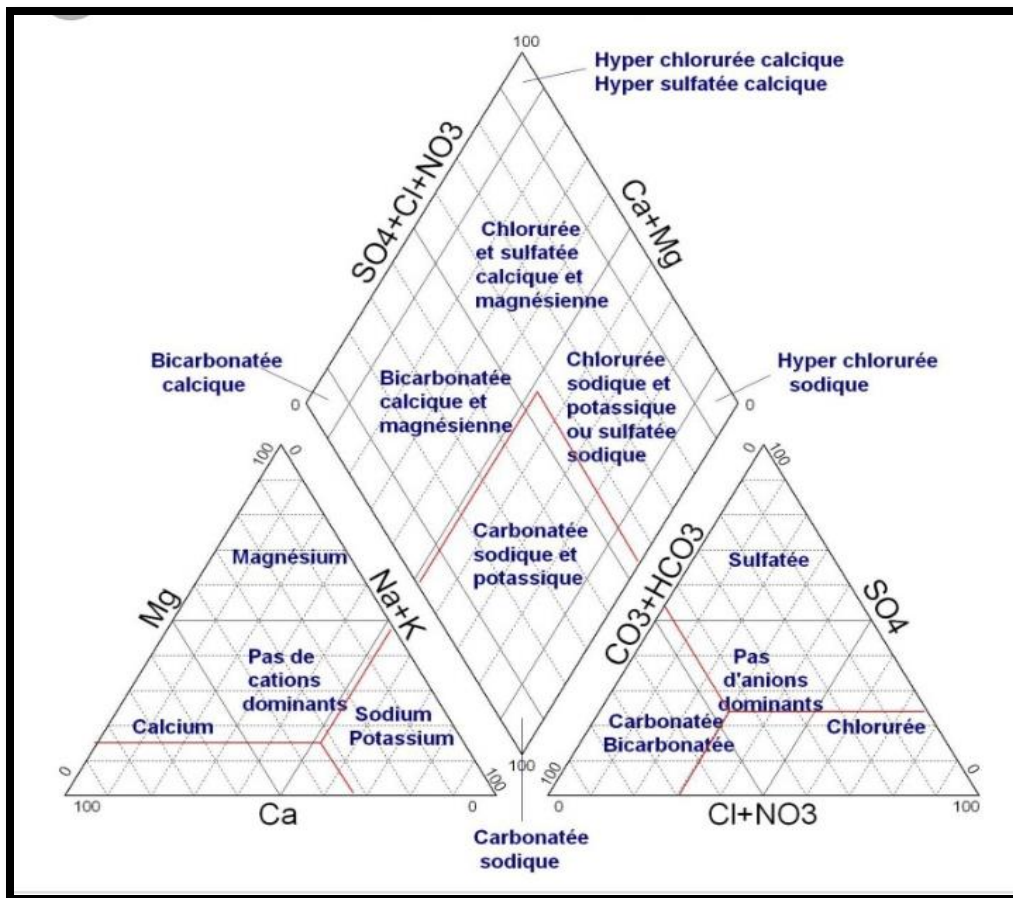 100
Hyper chlorurée calcique
Hyper sulfatée calcique
SO4+Cl+NO3
Ca+Mg
Chlorurée
et sulfatée
calcique et
magnésienne
Bicarbonatée
calcique
0
Bicarbonatée
calcique et
magnésienne
Chlorurée
sodique et
potassique
ou sulfatée
sodique
Hyper chlorurée
sodique
0
Carbonatée
sodique et
potassique
100
0
Magnésium
Mg
Na+K
Pas de
cations
dominants
Calcium
Sodium
Potassium
0
100
100
0
Ca
CO3+HCO3
0
100
Sulfatée
SO4
Pas
d'anions
dominants
Carbonatée
Bicarbonatée
Chlorurée
100
100
0
0
100
Cl+NO3
Carbonatée
sodique